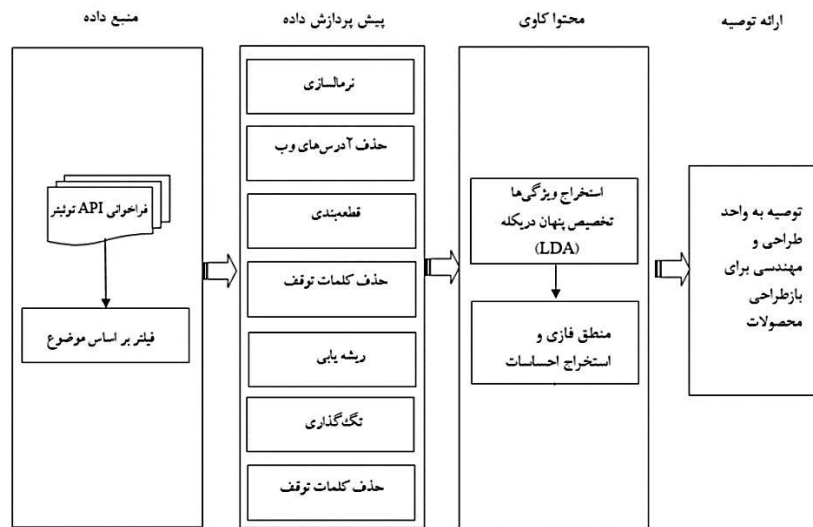 منبع داده
پیش پردازش داده
محتوا کاوی
ارائه توصیه
فراخوانی API توئیتر
فیلتر بر اساس موضوع
نرمالسازی
حذف آدرس‌های وب
قطعه‌بندی
حذف کلمات توقف
ریشه یابی
تگ‌گذاری
حذف کلمات توقف
استخراج ویژگی‌ها
تخصیص پنهان دریکله
(LDA)
منطق فازی و
استخراج احساسات
توصیه به واحد
طراحی و
مهندسی برای
بازطراحی
محصولات